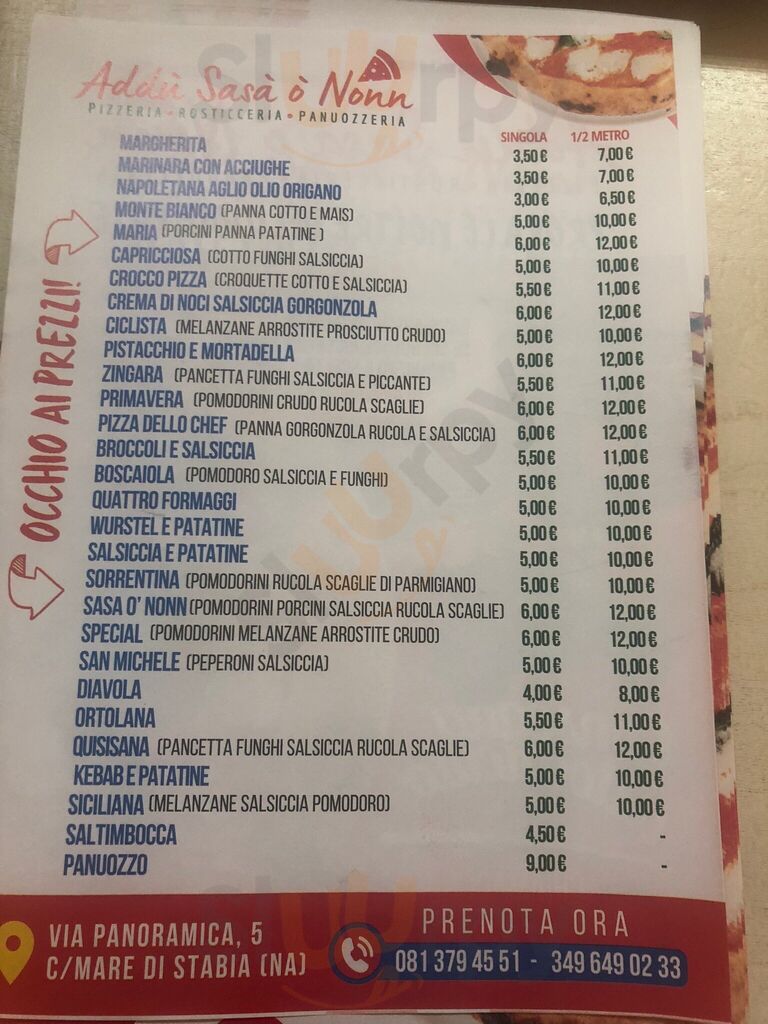 Addù Sasà ò Nonn
PIZZERIA • ROSTICCERIA • PANUOZZERIA
SINGOLA 1/2 METRO
MARGHERITA 3,50 € 7,00 €
MARINARA CON ACCIUGHE 3,50 € 7,00 €
NAPOLETANA AGLIO OLIO ORIGANO 3,00 € 6,50 €
MONTE BIANCO (PANNA COTTO E MAIS) 5,00 € 10,00 €
MARIA (PORCINI PANNA PATATINE ) 6,00 € 12,00 €
CAPRICCIOSA (COTTO FUNGHI SALSICCIA) 5,00 € 10,00 €
CROCCO PIZZA (CROQUETTE COTTO E SALSICCIA) 5,50 € 11,00 €
CREMA DI NOCI SALSICCIA GORGONZOLA 6,00 € 12,00 €
CICLISTA (MELANZANE ARROSTITE PROSCIUTTO CRUDO) 5,00 € 10,00 €
PISTACCHIO E MORTADELLA 6,00 € 12,00 €
ZINGARA (PANCETTA FUNGHI SALSICCIA E PICCANTE) 5,50 € 11,00 €
PRIMAVERA (POMODORINI CRUDO RUCOLA SCAGLIE) 6,00 € 12,00 €
PIZZA DELLO CHEF (PANNA GORGONZOLA RUCOLA E SALSICCIA) 6,00 € 12,00 €
BROCCOLI E SALSICCIA 5,50 € 11,00 €
BOSCAIOLA (POMODORO SALSICCIA E FUNGHI) 5,00 € 10,00 €
QUATTRO FORMAGGI 5,00 € 10,00 €
WURSTEL E PATATINE 5,00 € 10,00 €
SALSICCIA E PATATINE 5,00 € 10,00 €
SORRENTINA (POMODORINI RUCOLA SCAGLIE DI PARMIGIANO) 5,00 € 10,00 €
SASA O' NONN (POMODORINI PORCINI SALSICCIA RUCOLA SCAGLIE) 6,00 € 12,00 €
SPECIAL (POMODORINI MELANZANE ARROSTITE CRUDO) 6,00 € 12,00 €
SAN MICHELE (PEPERONI SALSICCIA) 5,00 € 10,00 €
DIAVOLA 4,00 € 8,00 €
ORTOLANA 5,50 € 11,00 €
QUISISANA (PANCETTA FUNGHI SALSICCIA RUCOLA SCAGLIE) 6,00 € 12,00 €
KEBAB E PATATINE 5,00 € 10,00 €
SICILIANA (MELANZANE SALSICCIA POMODORO) 5,00 € 10,00 €
SALTIMBOCCA 4,50 € -
PANUOZZO 9,00 € -
OCCHIO AI PREZZI!
VIA PANORAMICA, 5
C/MARE DI STABIA (NA)
PRENOTA ORA
081 379 45 51 - 349 649 02 33
Sluurpy
Sluurpy
Sluurpy